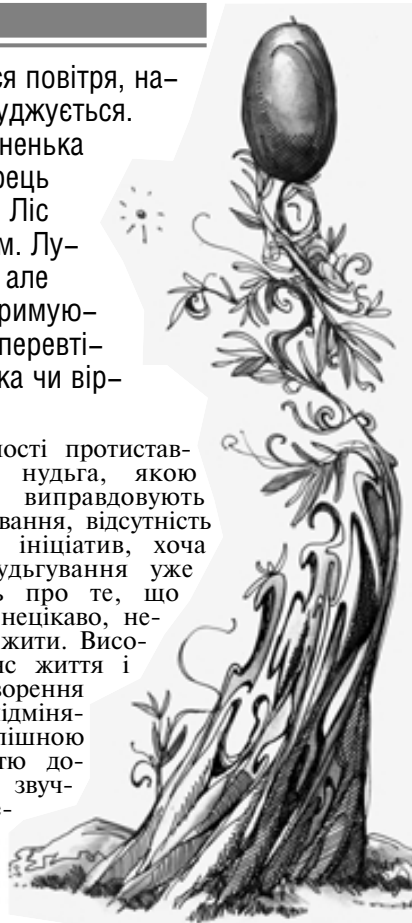 ся повітря, на-
уджується.
ненька
рець
Ліс
м. Лу-
але
римую-
перевті-
ка чи вір-
ності протистав-
нудьга, якою
виправдовують
вання, відсутність
ініціатив, хоча
удьгування уже
ь про те, що
нецікаво, не-
жити. Висо-
ис життя і
ворення
ідміня-
пішною
тю до-
звуч-
е-